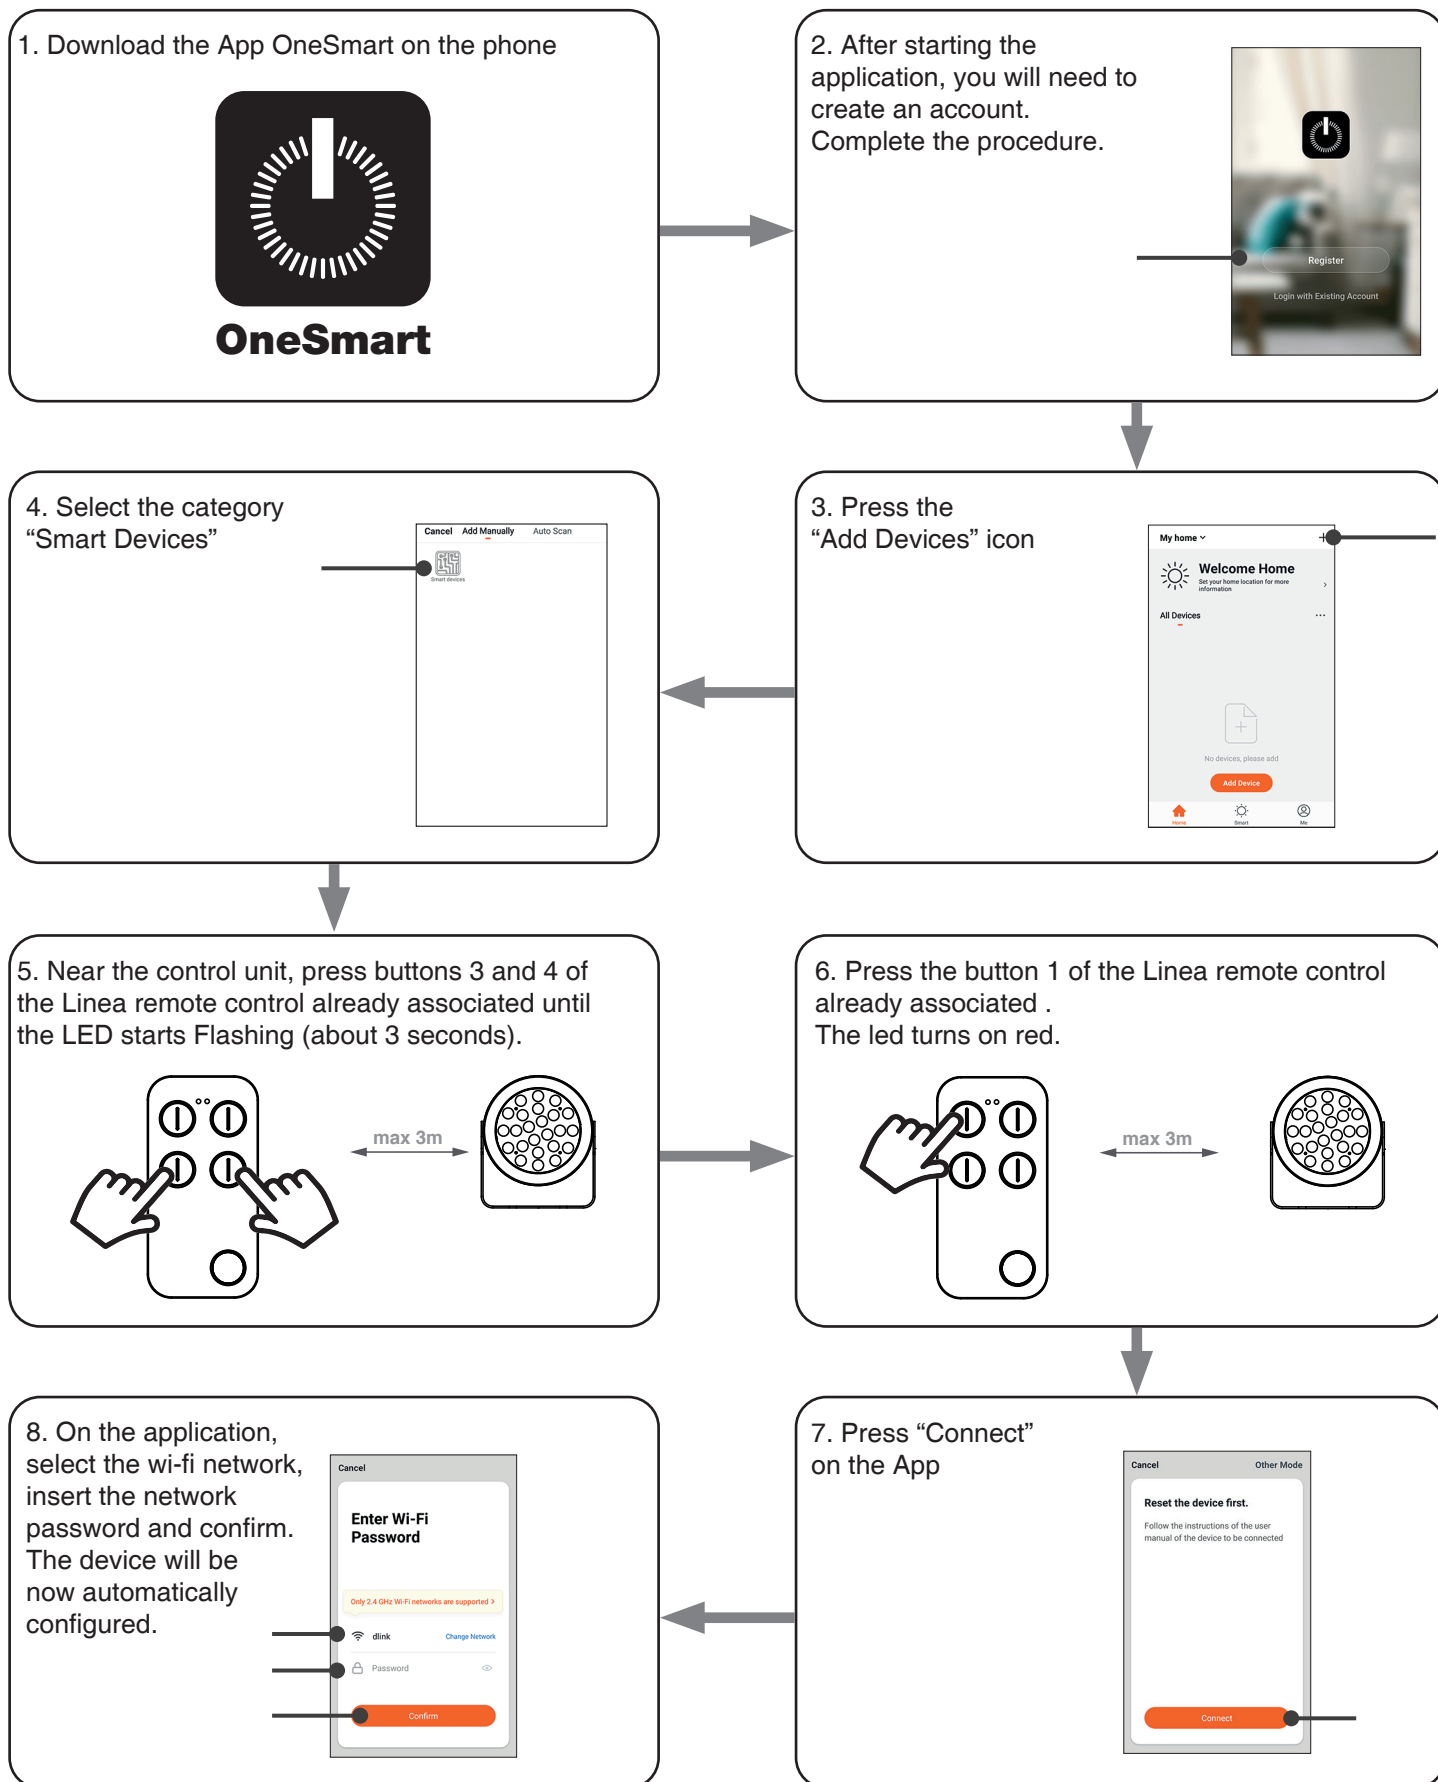 1. Download the App OneSmart on the phone
OneSmart
2. After starting the
application, you will need to
create an account.
Complete the procedure.
Register
Login with Existing Account
4. Select the category
“Smart Devices”
Cancel Add Manually Auto Scan
Smart devices
3. Press the
“Add Devices” icon
My home
Welcome Home
Set your home location for more
information
All Devices
No devices, please add
Add Device
Home Smart Me
5. Near the control unit, press buttons 3 and 4 of
the Linea remote control already associated until
the LED starts Flashing (about 3 seconds).
max 3m
6. Press the button 1 of the Linea remote control
already associated .
The led turns on red.
max 3m
8. On the application,
select the wi-fi network,
insert the network
password and confirm.
The device will be
now automatically
configured.
Cancel
Enter Wi-Fi
Password
Only 2.4 GHz Wi-Fi networks are supported >
dlink Change Network
Password
Confirm
7. Press “Connect”
on the App
Cancel Other Mode
Reset the device first.
Follow the instructions of the user
manual of the device to be connected
Connect